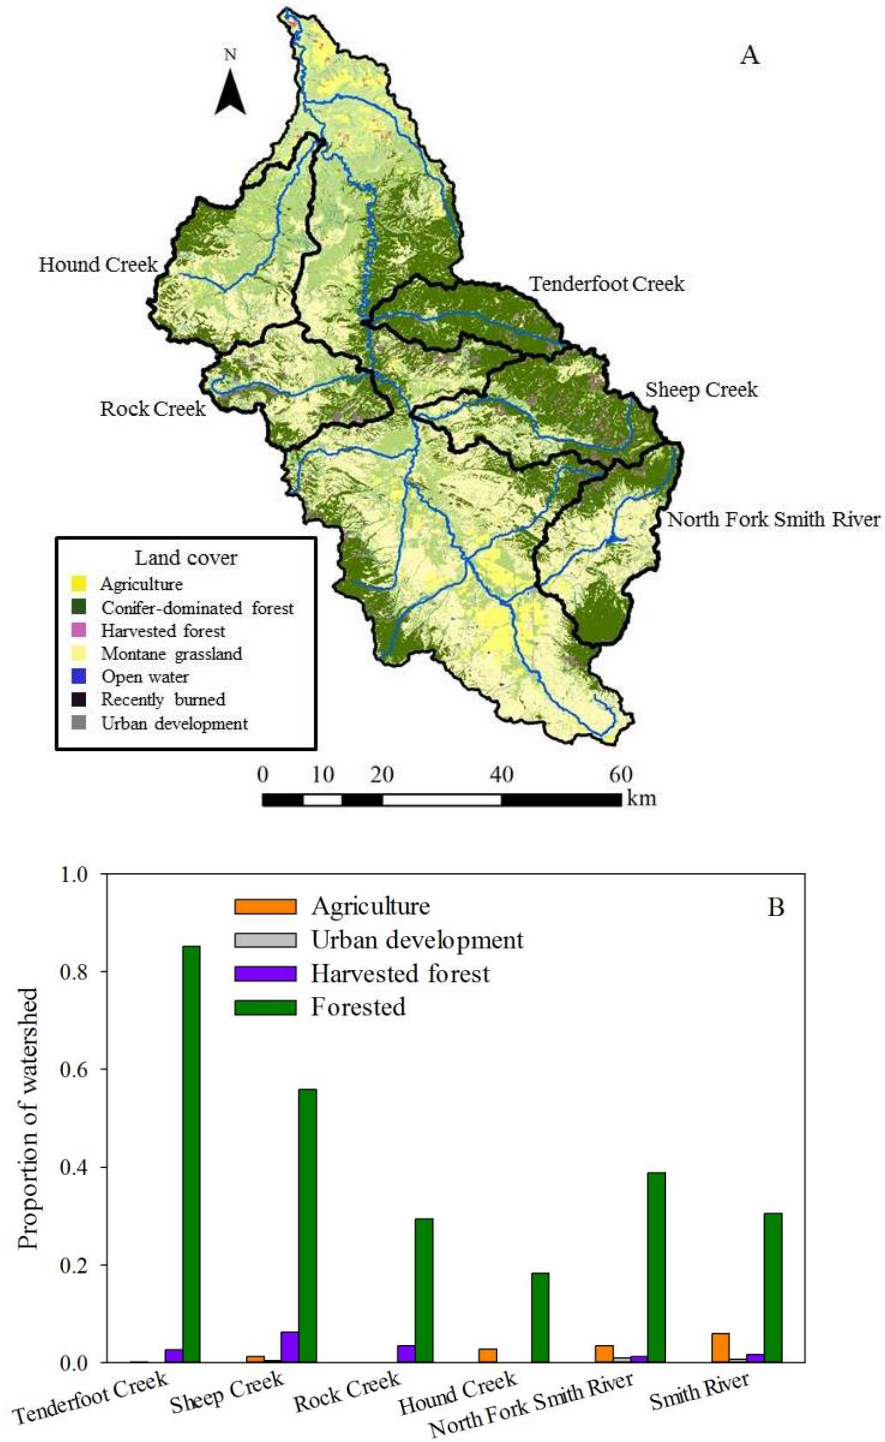 A
N
Hound Creek
Tenderfoot Creek
Rock Creek
Sheep Creek
North Fork Smith River
Land cover
Agriculture
Conifer-dominated forest
Harvested forest
Montane grassland
Open water
Recently burned
Urban development
0 10 20 40 60
km
B
Agriculture
Urban development
Harvested forest
Forested
Proportion of watershed
1.0
0.8
0.6
0.4
0.2
0.0
Tenderfoot Creek
Sheep Creek
Rock Creek
Hound Creek
North Fork Smith River
Smith River